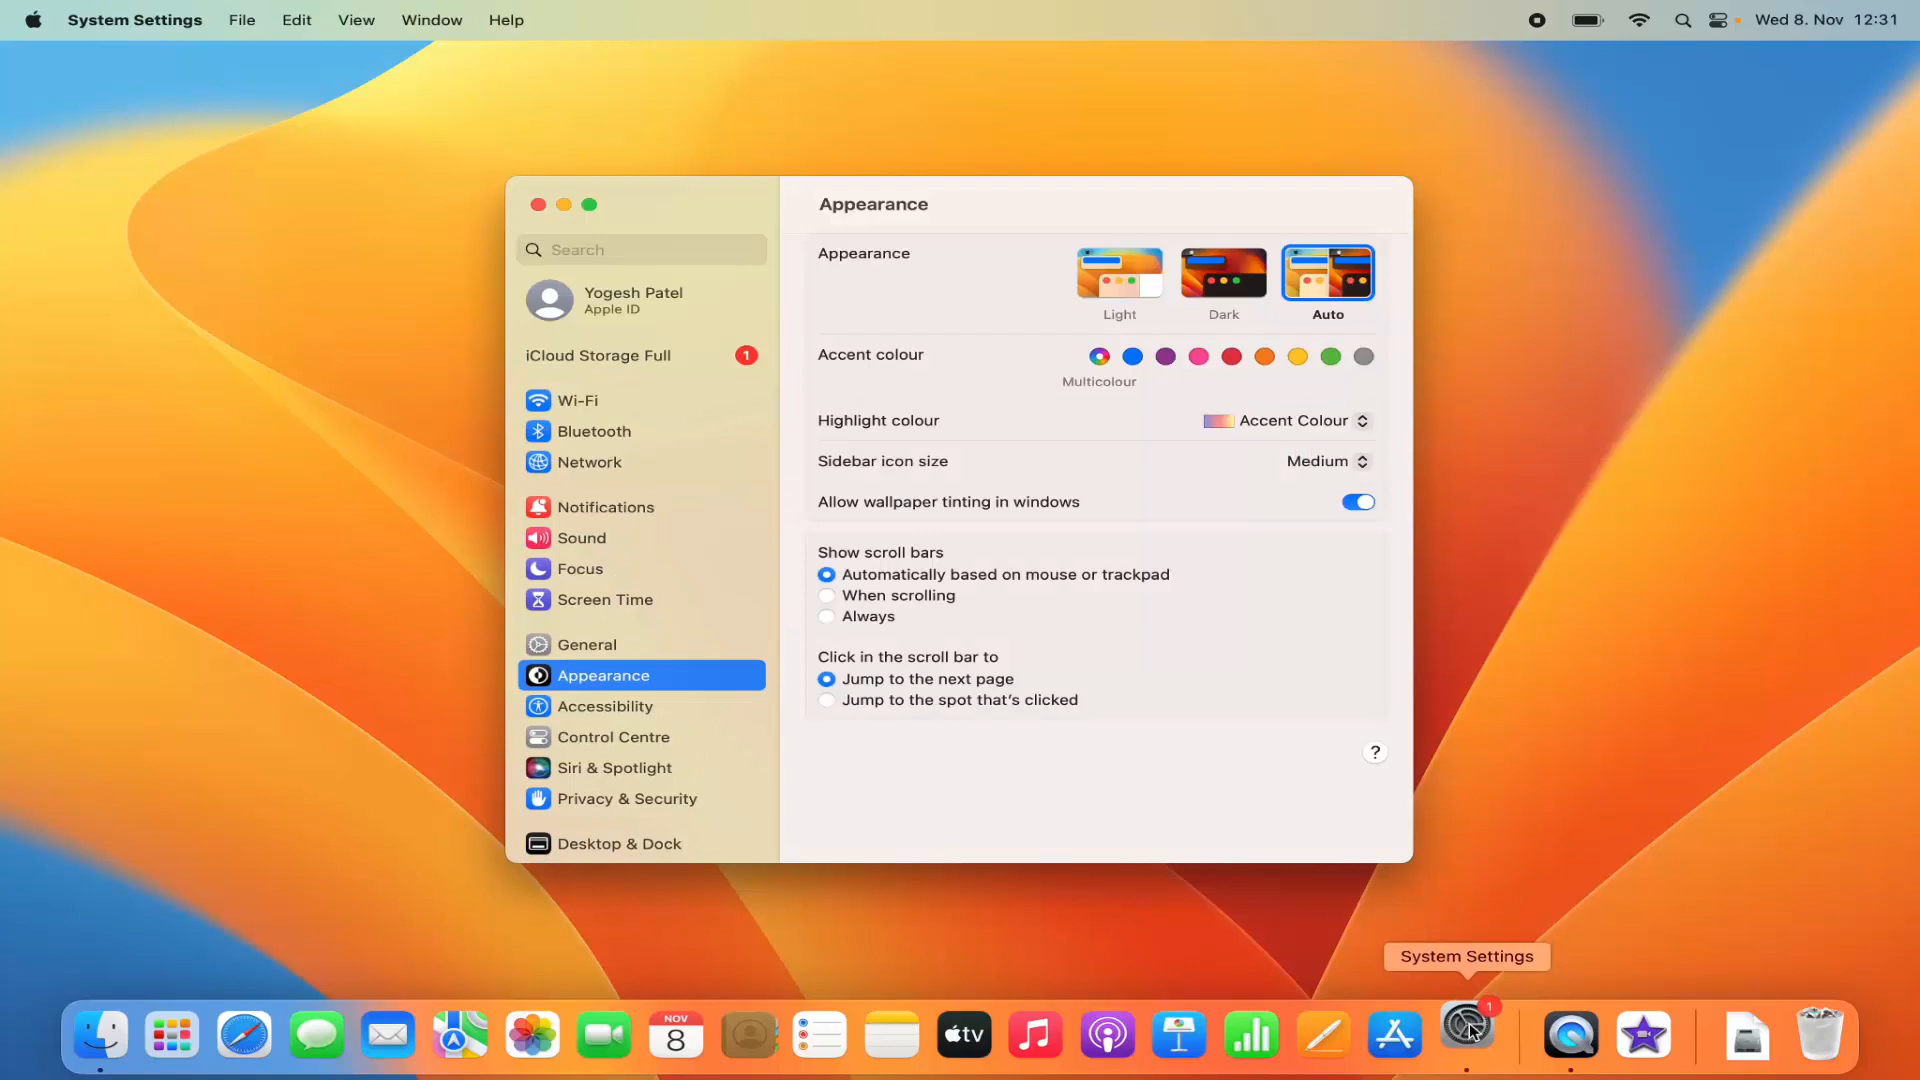 System Settings File Edit View Window Help Wed 8. Nov 12:31
Appearance
Search
Yogesh Patel
Apple ID
iCloud Storage Full 1
Wi-Fi
Bluetooth
Network
Notifications
Sound
Focus
Screen Time
General
Appearance
Accessibility
Control Centre
Siri & Spotlight
Privacy & Security
Desktop & Dock
Appearance
Light Dark Auto
Accent colour
Multicolour
Highlight colour Accent Colour
Sidebar icon size Medium
Allow wallpaper tinting in windows
Show scroll bars
Automatically based on mouse or trackpad
When scrolling
Always
Click in the scroll bar to
Jump to the next page
Jump to the spot that's clicked
?
System Settings
NOV
8
tv
1